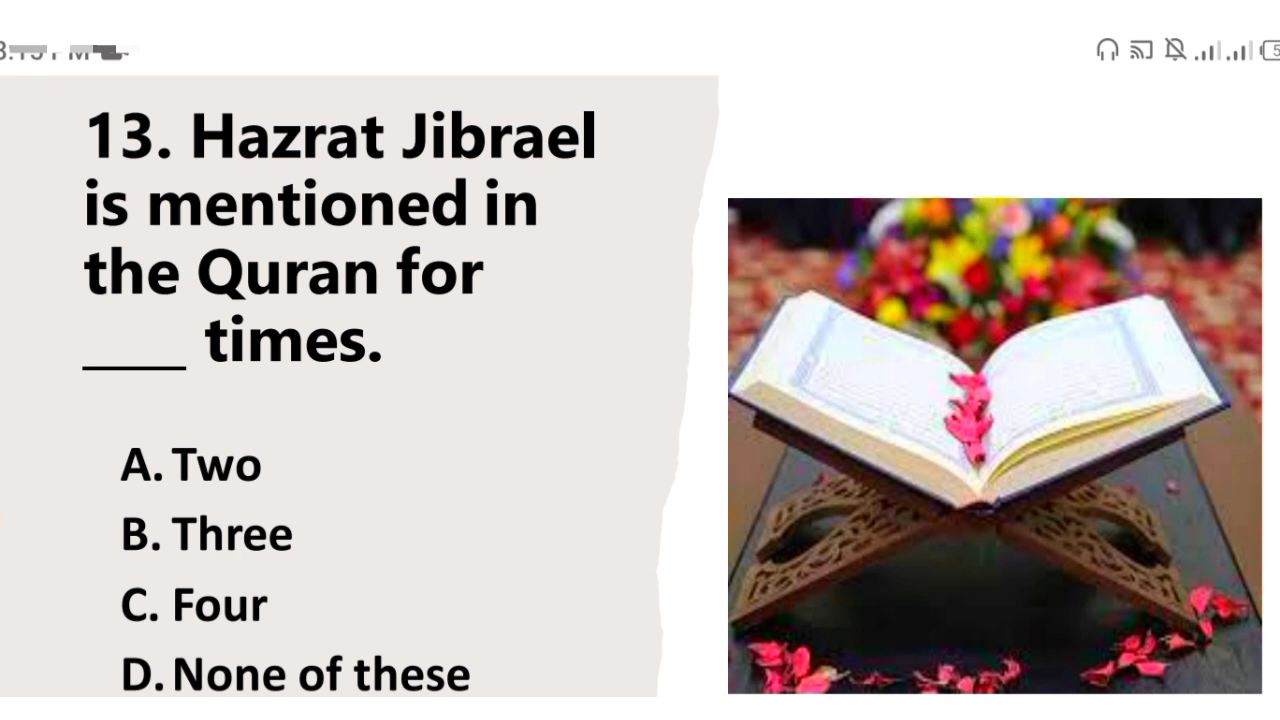 13. Hazrat Jibrael
is mentioned in
the Quran for
____ times.
A. Two
B. Three
C. Four
D. None of these